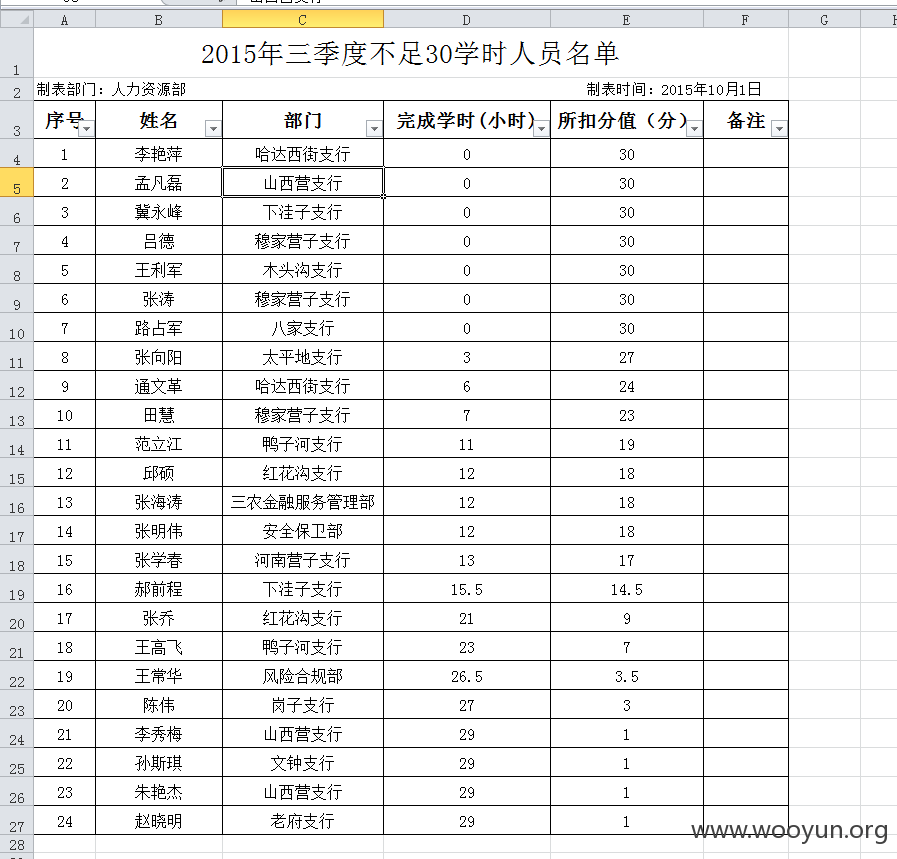 A B C D E F G
1 2015年三季度不足30学时人员名单
2 制表部门：人力资源部 制表时间：2015年10月1日
3 序号 姓名 部门 完成学时(小时) 所扣分值（分） 备注
4 1 李艳萍 哈达西街支行 0 30
5 2 孟凡磊 山西营支行 0 30
6 3 冀永峰 下洼子支行 0 30
7 4 吕德 穆家营子支行 0 30
8 5 王利军 木头沟支行 0 30
9 6 张涛 穆家营子支行 0 30
10 7 路占军 八家支行 0 30
11 8 张向阳 太平地支行 3 27
12 9 通文革 哈达西街支行 6 24
13 10 田慧 穆家营子支行 7 23
14 11 范立江 鸭子河支行 11 19
15 12 邱硕 红花沟支行 12 18
16 13 张海涛 三农金融服务管理部 12 18
17 14 张明伟 安全保卫部 12 18
18 15 张学春 河南营子支行 13 17
19 16 郝前程 下洼子支行 15.5 14.5
20 17 张乔 红花沟支行 21 9
21 18 王高飞 鸭子河支行 23 7
22 19 王常华 风险合规部 26.5 3.5
23 20 陈伟 岗子支行 27 3
24 21 李秀梅 山西营支行 29 1
25 22 孙斯琪 文钟支行 29 1
26 23 朱艳杰 山西营支行 29 1
27 24 赵晓明 老府支行 29 1
28
www.wooyun.org